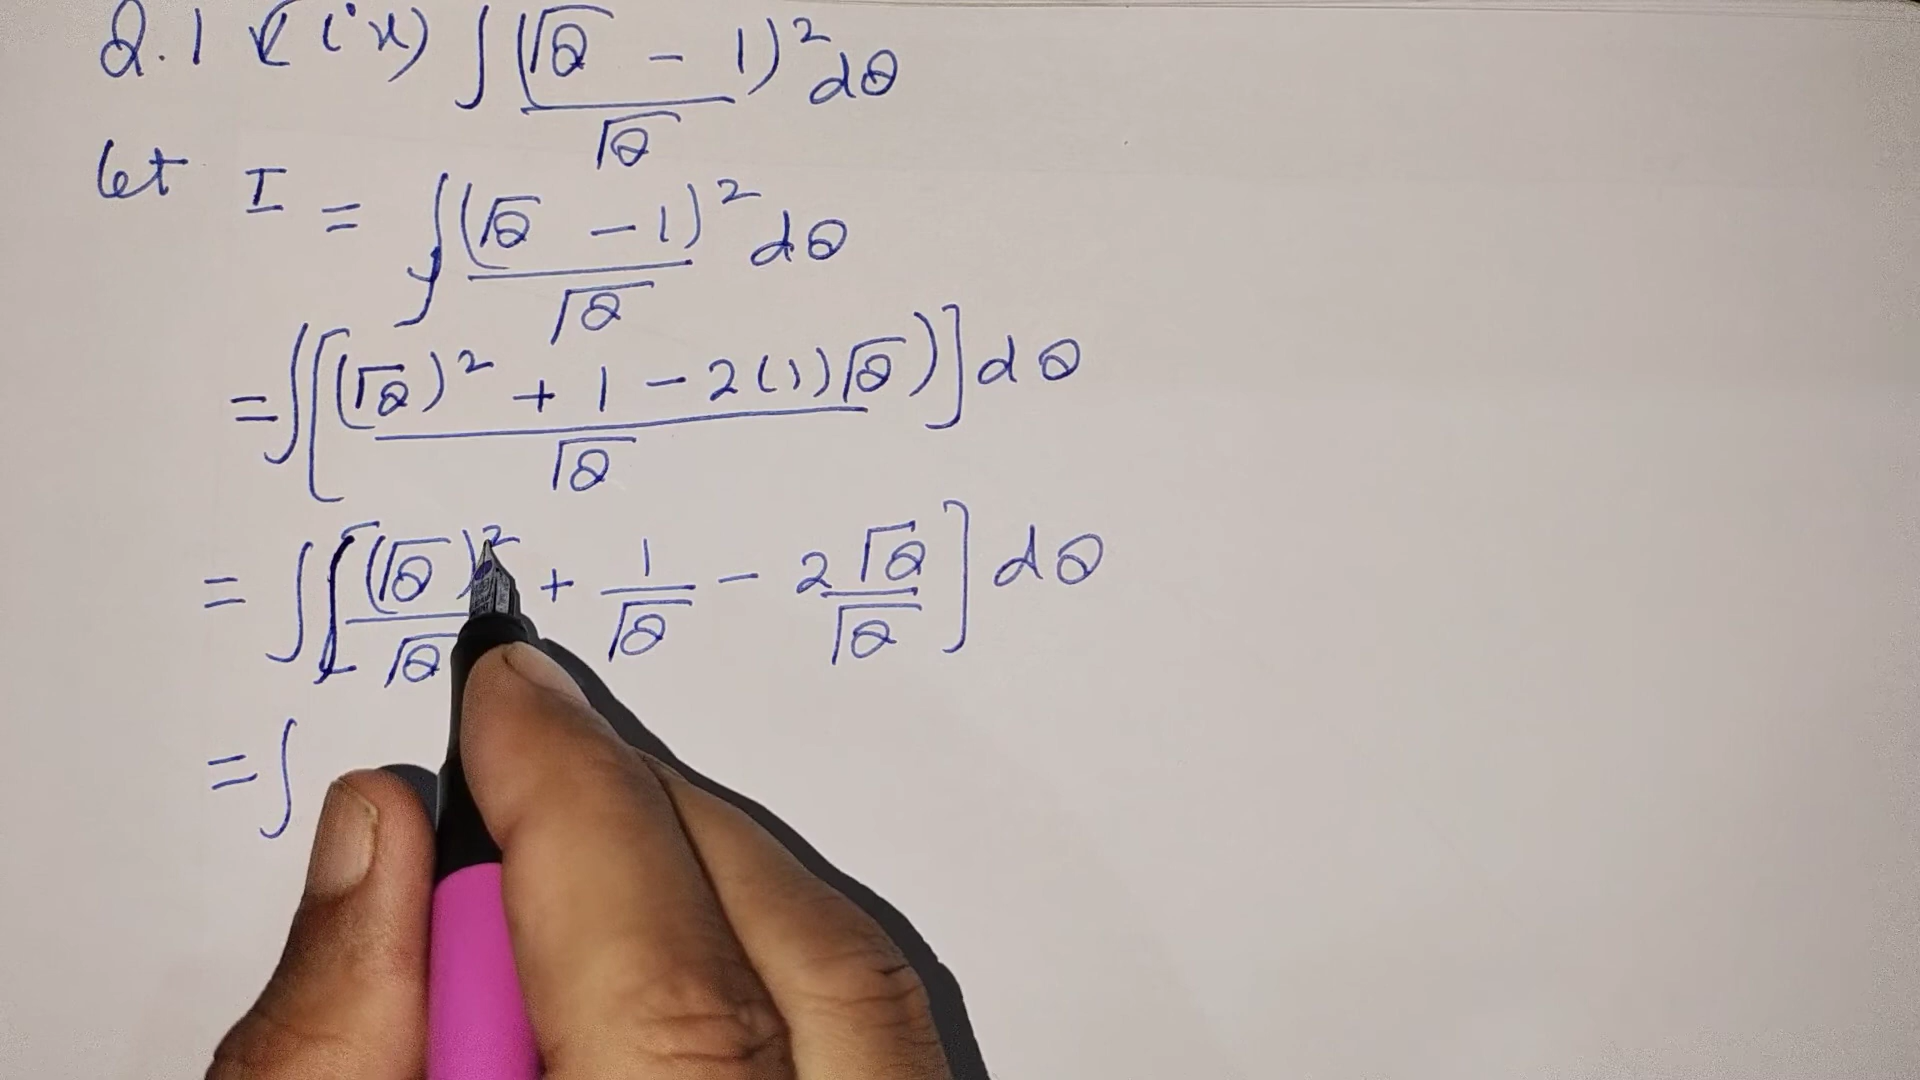 Q.1 (ix) ∫ (√θ - 1)² / √θ dθ
let I = ∫ (√θ - 1)² / √θ dθ
= ∫ [((√θ)² + 1 - 2(1)√θ) / √θ] dθ
= ∫ [(√θ)² / √θ + 1 / √θ - 2√θ / √θ] dθ
= ∫